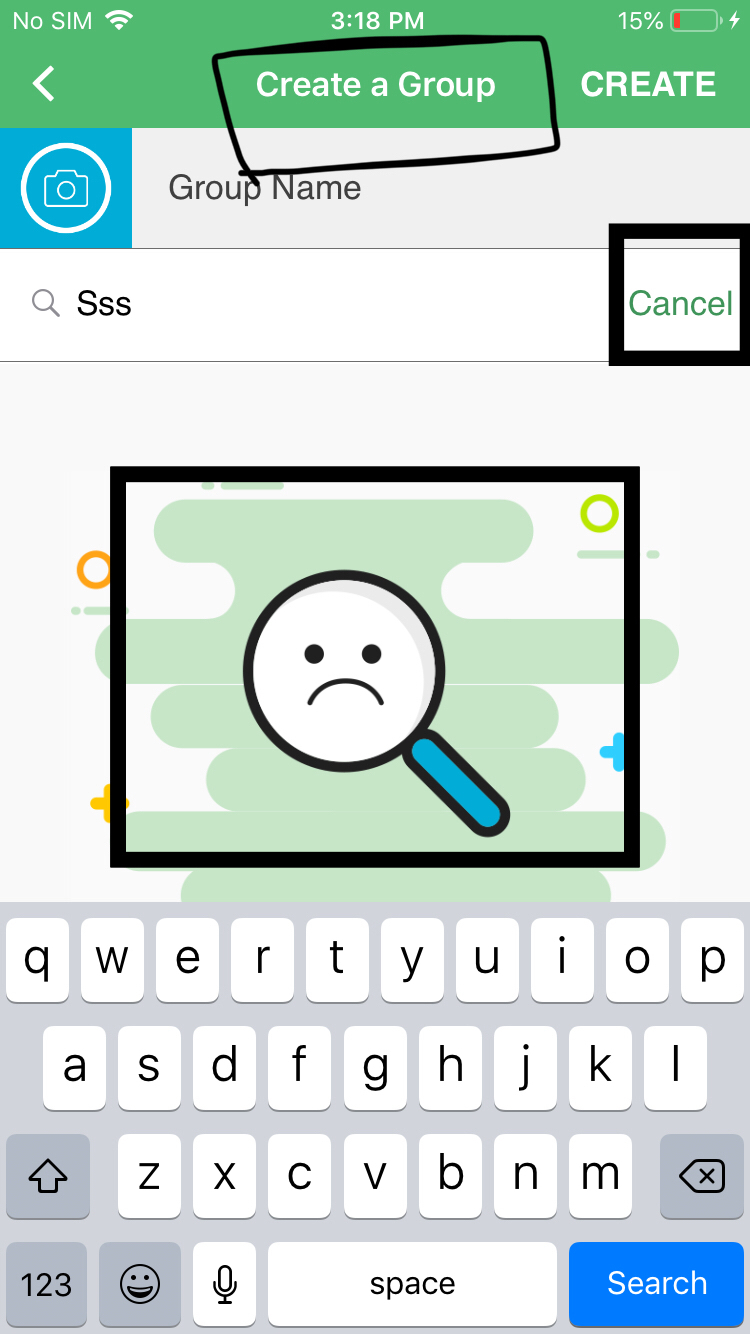 No SIM 3:18 PM 15%
Create a Group CREATE
Group Name
Sss Cancel
q w e r t y u i o p
a s d f g h j k l
z x c v b n m
123 space Search